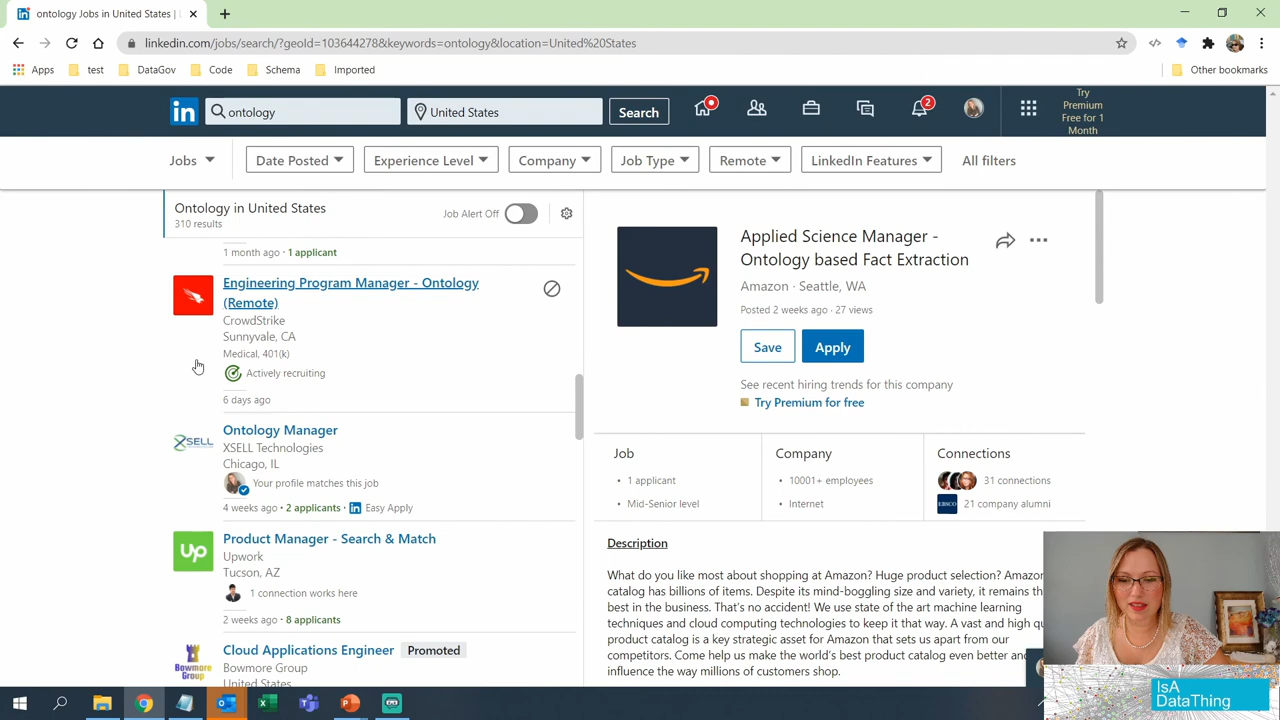 ontology Jobs in United States |
linkedin.com/jobs/search/?geoId=103644278&keywords=ontology&location=United%20States
Apps
test
DataGov
Code
Schema
Imported
Other bookmarks
in
ontology
United States
Search
2
Try
Premium
Free for 1
Month
Jobs
Date Posted
Experience Level
Company
Job Type
Remote
LinkedIn Features
All filters
Ontology in United States
310 results
Job Alert Off
1 month ago · 1 applicant
Engineering Program Manager - Ontology
(Remote)
CrowdStrike
Sunnyvale, CA
Medical, 401(k)
Actively recruiting
6 days ago
XSELL
Ontology Manager
XSELL Technologies
Chicago, IL
Your profile matches this job
4 weeks ago · 2 applicants · in Easy Apply
Up
Product Manager - Search & Match
Upwork
Tucson, AZ
1 connection works here
2 weeks ago · 8 applicants
Bowmore
Group
Cloud Applications Engineer Promoted
Bowmore Group
United States
Applied Science Manager -
Ontology based Fact Extraction
Amazon · Seattle, WA
Posted 2 weeks ago · 27 views
Save
Apply
See recent hiring trends for this company
Try Premium for free
Job
• 1 applicant
• Mid-Senior level
Company
• 10001+ employees
• Internet
Connections
31 connections
EBSCO
21 company alumni
Description
What do you like most about shopping at Amazon? Huge product selection? Amazon
catalog has billions of items. Despite its mind-boggling size and variety, it remains th
best in the business. That's no accident! We use state of the art machine learning
techniques and cloud computing technologies to keep it that way. A vast and high qu
product catalog is a key strategic asset for Amazon that sets us apart from our
competitors. Come help us make the world's best product catalog even better and
influence the way millions of customers shop.
IsA
DataThing